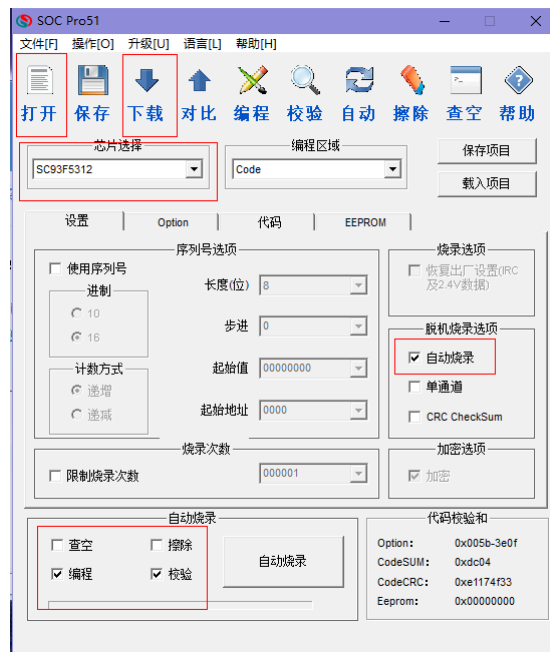 SOC Pro51
文件[F] 操作[O] 升级[U] 语言[L] 帮助[H]
打开 保存 下载 对比 编程 校验 自动 擦除 查空 帮助
芯片选择 编程区域 保存项目
SC93F5312 Code
载入项目
设置 Option 代码 EEPROM
序列号选项 烧录选项
使用序列号 恢复出厂设置(IRC
及2.4V数据)
进制 长度(位) 8
10
步进 0 脱机烧录选项
16
自动烧录
计数方式 起始值 00000000
递增 单通道
递减 起始地址 0000 CRC CheckSum
烧录次数 加密选项
限制烧录次数 000001 加密
自动烧录 代码校验和
查空 擦除 Option: 0x005b-3e0f
自动烧录 CodeSUM: 0xdc04
编程 校验 CodeCRC: 0xe1174f33
Eeprom: 0x00000000